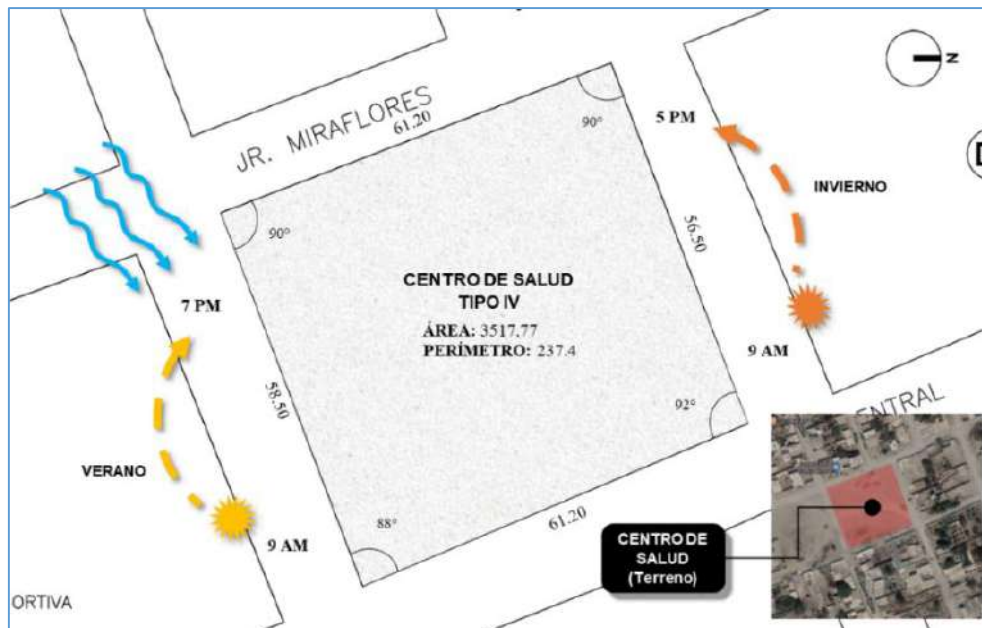 N
JR. MIRAFLORES
61.20
90°
5 PM
INVIERNO
90°
56.50
CENTRO DE SALUD
TIPO IV
ÁREA: 3517.77
PERÍMETRO: 237.4
7 PM
9 AM
58.50
92°
ENTRAL
VERANO
61.20
88°
9 AM
CENTRO DE
SALUD
(Terreno)
ORTIVA